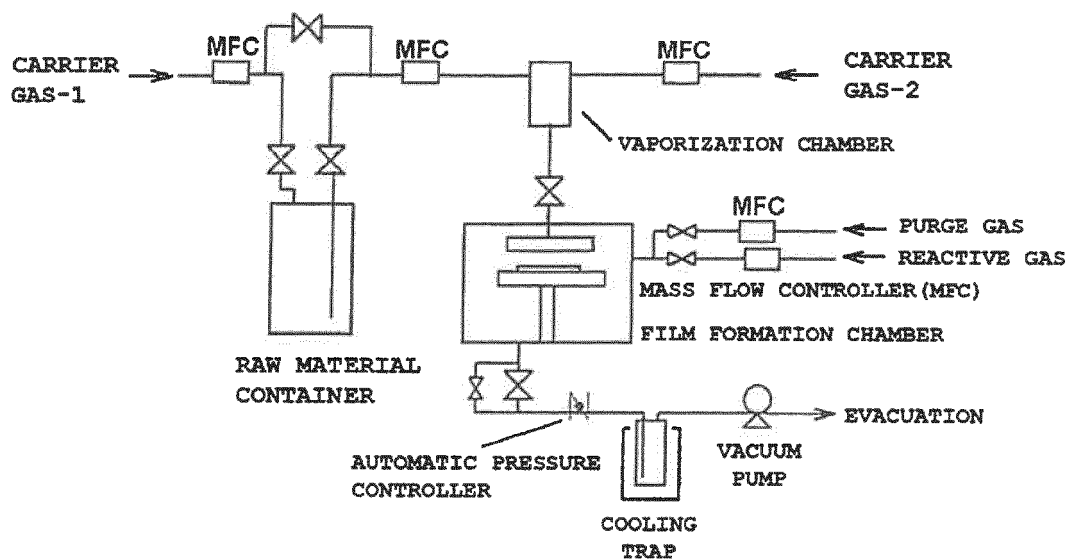 MFC
MFC
MFC
CARRIER
GAS-1
CARRIER
GAS-2
VAPORIZATION CHAMBER
MFC
PURGE GAS
REACTIVE GAS
MASS FLOW CONTROLLER(MFC)
FILM FORMATION CHAMBER
RAW MATERIAL
CONTAINER
EVACUATION
AUTOMATIC PRESSURE
CONTROLLER
VACUUM
PUMP
COOLING
TRAP